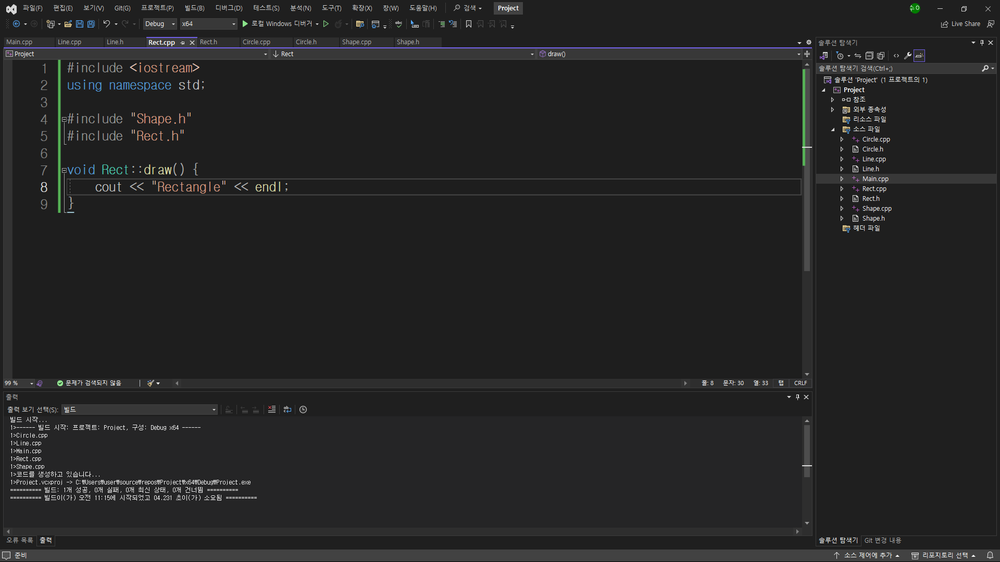 파일(F) 편집(E) 보기(V) Git(G) 프로젝트(P) 빌드(B) 디버그(D) 테스트(S) 분석(N) 도구(T) 확장(X) 창(W) 도움말(H) 검색 Project 순O
Debug x64 로컬 Windows 디버거 Live Share
Main.cpp Line.cpp Line.h Rect.cpp Rect.h Circle.cpp Circle.h Shape.cpp Shape.h
Project Rect draw()
1 #include <iostream>
2 using namespace std;
3
4 #include "Shape.h"
5 #include "Rect.h"
6
7 void Rect::draw() {
8 cout << "Rectangle" << endl;
9 }
99 % 문제가 검색되지 않음 줄: 8 문자: 30 열: 33 탭 CRLF
출력
출력 보기 선택(S): 빌드
빌드 시작...
1>------ 빌드 시작: 프로젝트: Project, 구성: Debug x64 ------
1>Circle.cpp
1>Line.cpp
1>Main.cpp
1>Rect.cpp
1>Shape.cpp
1>코드를 생성하고 있습니다...
1>Project.vcxproj -> C:₩Users₩user₩source₩repos₩Project₩x64₩Debug₩Project.exe
========== 빌드: 1개 성공, 0개 실패, 0개 최신 상태, 0개 건너뜀 ==========
========== 빌드이(가) 오전 11:15에 시작되었고 04.231 초이(가) 소요됨 ==========
오류 목록 출력
솔루션 탐색기
솔루션 탐색기 검색(Ctrl+;)
솔루션 'Project' (1 프로젝트의 1)
Project
참조
외부 종속성
리소스 파일
소스 파일
Circle.cpp
Circle.h
Line.cpp
Line.h
Main.cpp
Rect.cpp
Rect.h
Shape.cpp
Shape.h
헤더 파일
솔루션 탐색기 Git 변경 내용
준비 소스 제어에 추가 리포지토리 선택